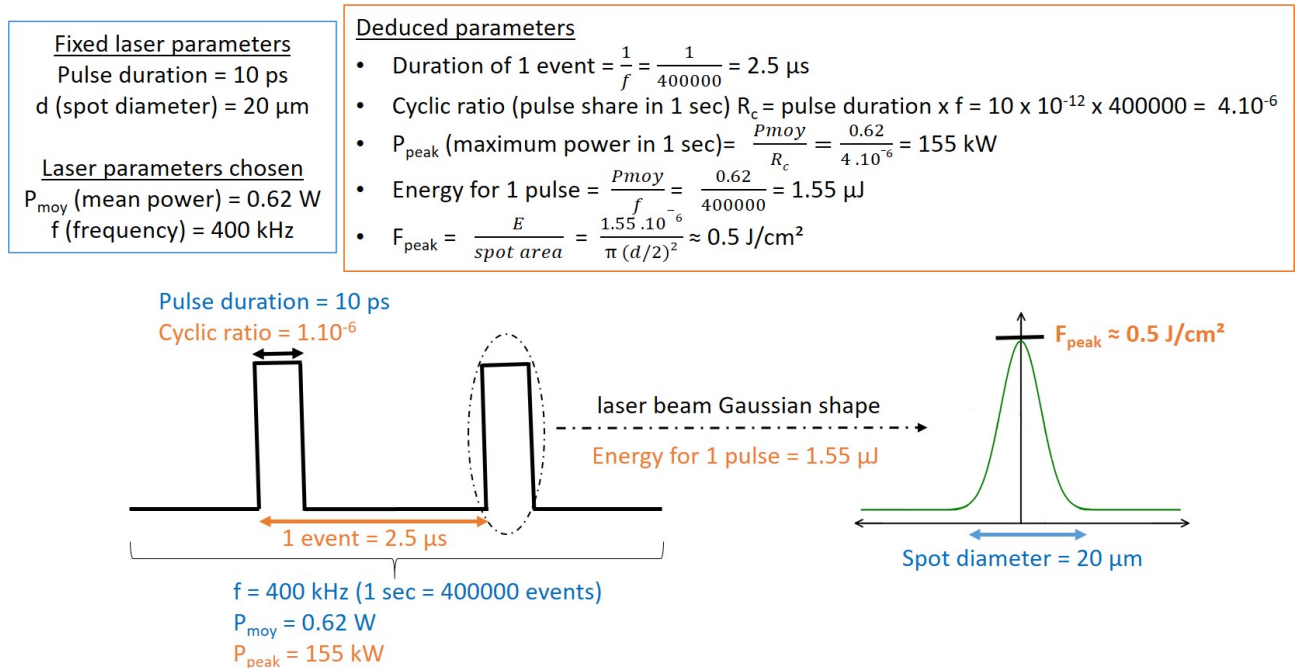 Fixed laser parameters
Pulse duration = 10 ps
d (spot diameter) = 20 µm
Laser parameters chosen
Pmoy (mean power) = 0.62 W
f (frequency) = 400 kHz
Deduced parameters
• Duration of 1 event = 1/f = 1/400000 = 2.5 µs
• Cyclic ratio (pulse share in 1 sec) Rc = pulse duration x f = 10 x 10⁻¹² x 400000 = 4.10⁻⁶
• Ppeak (maximum power in 1 sec)= Pmoy/Rc = 0.62/4 .10⁻⁶ = 155 kW
• Energy for 1 pulse = Pmoy/f = 0.62/400000 = 1.55 µJ
• Fpeak = E/spot area = 1.55 .10⁻⁶/π (d/2)² ≈ 0.5 J/cm²
Pulse duration = 10 ps
Cyclic ratio = 1.10⁻⁶
1 event = 2.5 µs
f = 400 kHz (1 sec = 400000 events)
Pmoy = 0.62 W
Ppeak = 155 kW
laser beam Gaussian shape
Energy for 1 pulse = 1.55 µJ
Fpeak ≈ 0.5 J/cm²
Spot diameter = 20 µm